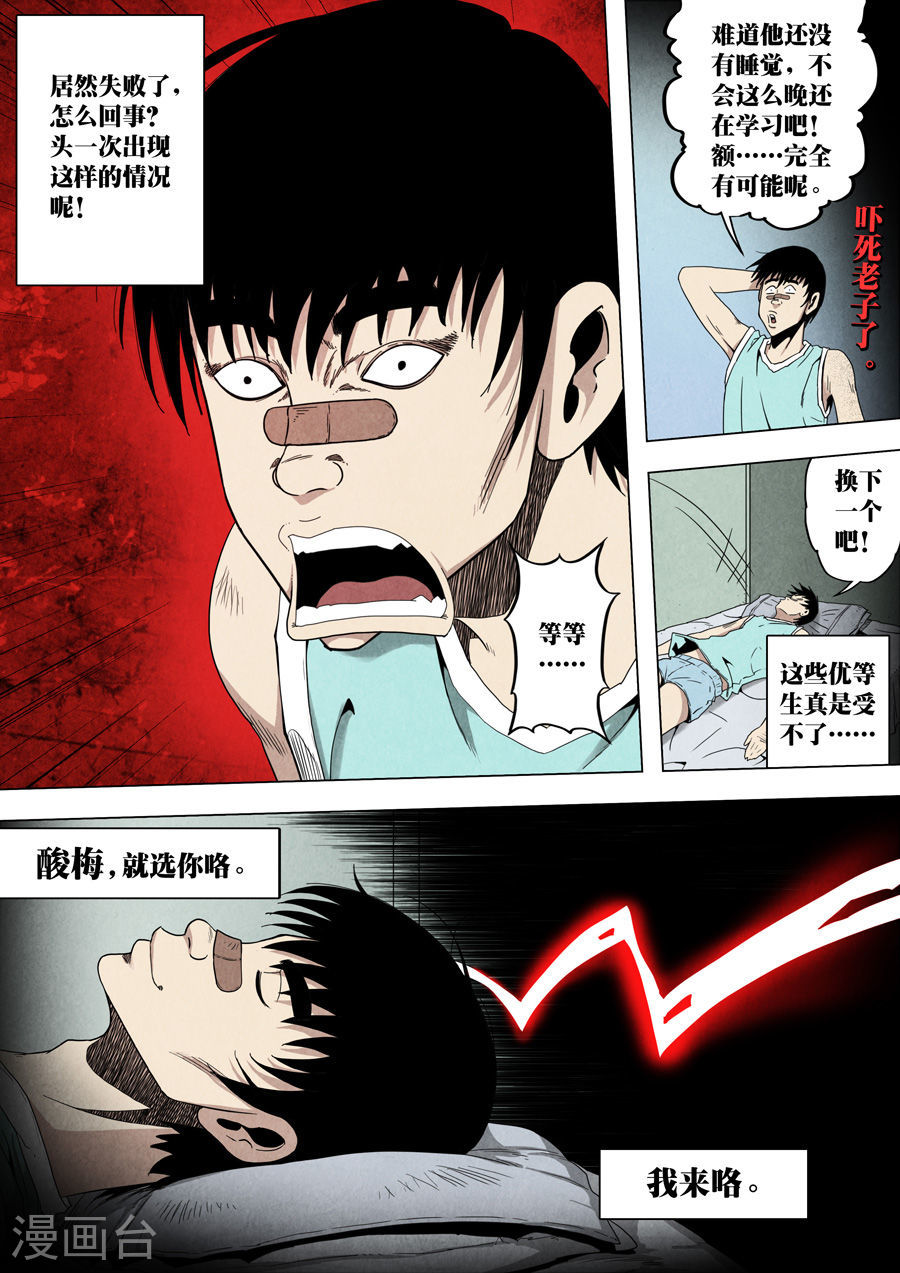 居然失败了，
怎么回事？
头一次出现
这样的情况
呢！
等等
……
难道他还没
有睡觉，不
会这么晚还
在学习吧！
额……完全
有可能呢。
吓死老子了。
换下
一个
吧！
这些优等
生真是受
不了……
酸梅，就选你咯。
我来咯。
漫画台